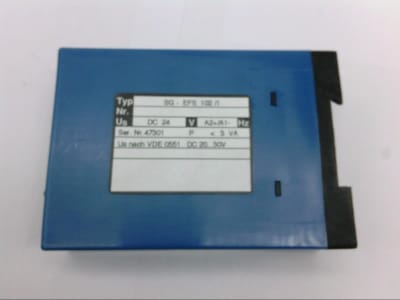 Typ SG - EFS 102 /1
Nr.
Us DC 24 V A2+/A1- Hz
Ser. Nr. 47301 P < 3 VA
Us nach VDE 0551 DC 20...30V